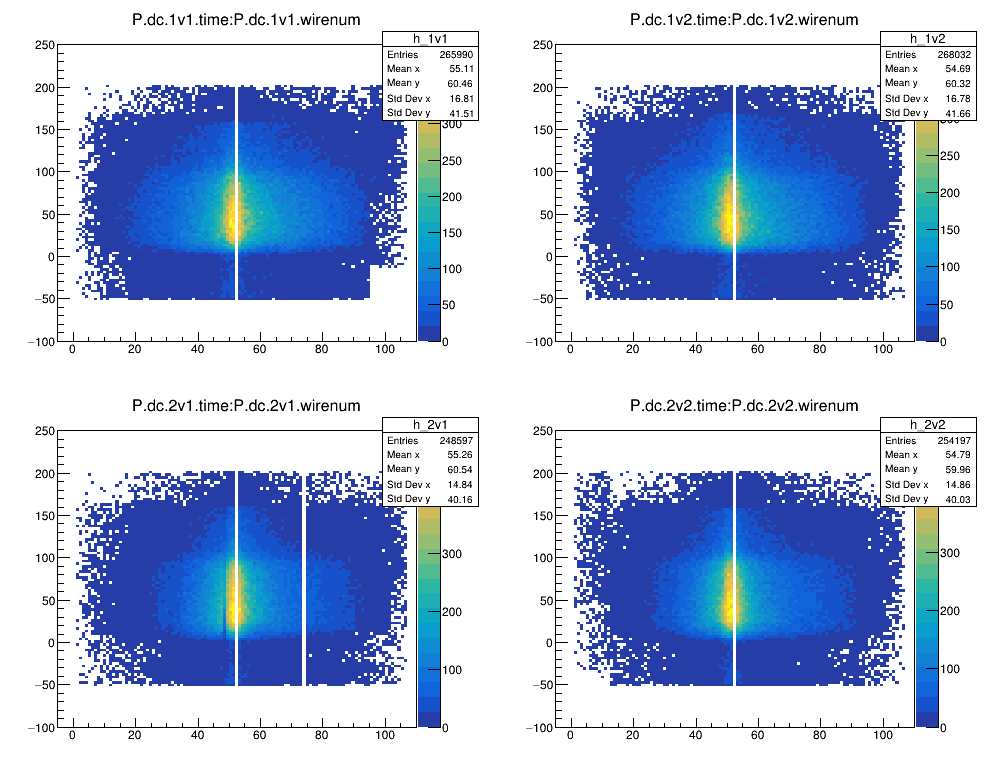 P.dc.1v1.time:P.dc.1v1.wirenum
h_1v1
Entries 265990
Mean x 55.11
Mean y 60.46
Std Dev x 16.81
Std Dev y 41.51
250
200
150
100
50
0
−50
−100
0 20 40 60 80 100
300
250
200
150
100
50
0
P.dc.1v2.time:P.dc.1v2.wirenum
h_1v2
Entries 268032
Mean x 54.69
Mean y 60.32
Std Dev x 16.78
Std Dev y 41.66
250
200
150
100
50
0
−50
−100
0 20 40 60 80 100
250
200
150
100
50
0
P.dc.2v1.time:P.dc.2v1.wirenum
h_2v1
Entries 248597
Mean x 55.26
Mean y 60.54
Std Dev x 14.84
Std Dev y 40.16
250
200
150
100
50
0
−50
−100
0 20 40 60 80 100
300
200
100
0
P.dc.2v2.time:P.dc.2v2.wirenum
h_2v2
Entries 254197
Mean x 54.79
Mean y 59.96
Std Dev x 14.86
Std Dev y 40.03
250
200
150
100
50
0
−50
−100
0 20 40 60 80 100
300
200
100
0